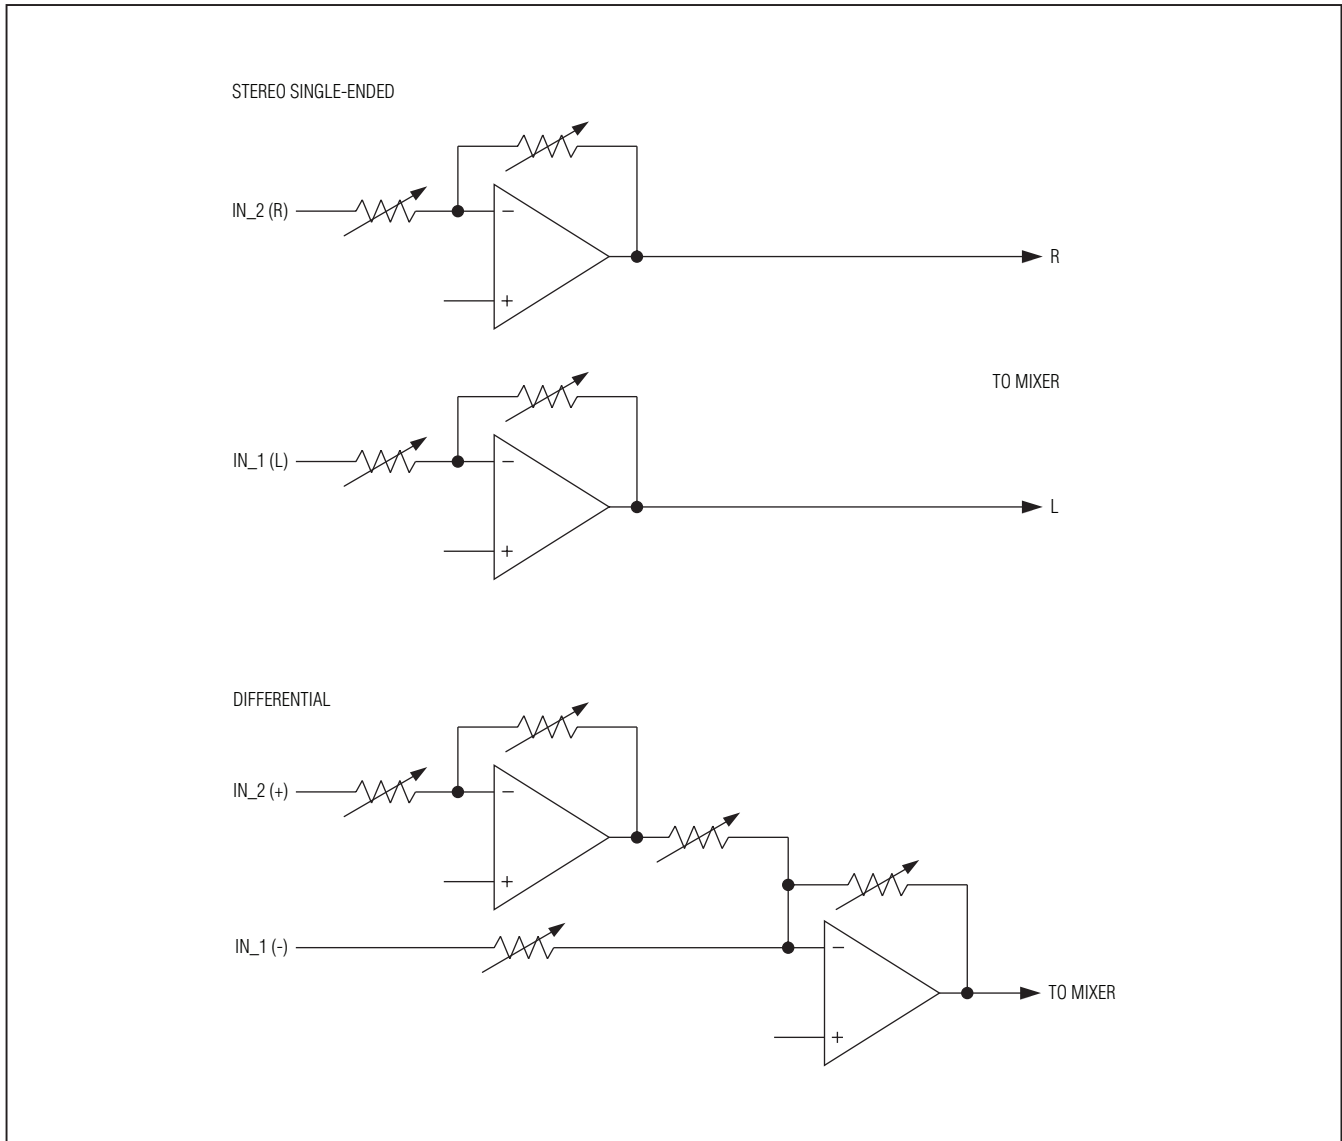 STEREO SINGLE-ENDED
IN_2 (R)
−
+
R
TO MIXER
IN_1 (L)
−
+
L
DIFFERENTIAL
IN_2 (+)
−
+
IN_1 (-)
−
+
TO MIXER